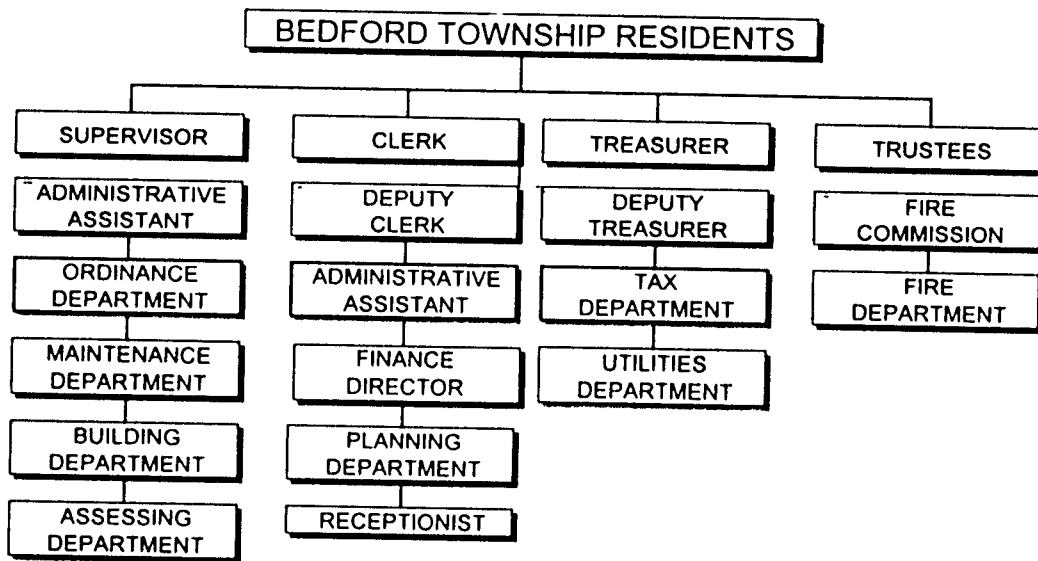 BEDFORD TOWNSHIP RESIDENTS
SUPERVISOR
ADMINISTRATIVE
ASSISTANT
ORDINANCE
DEPARTMENT
MAINTENANCE
DEPARTMENT
BUILDING
DEPARTMENT
ASSESSING
DEPARTMENT
CLERK
DEPUTY
CLERK
ADMINISTRATIVE
ASSISTANT
FINANCE
DIRECTOR
PLANNING
DEPARTMENT
RECEPTIONIST
TREASURER
DEPUTY
TREASURER
TAX
DEPARTMENT
UTILITIES
DEPARTMENT
TRUSTEES
FIRE
COMMISSION
FIRE
DEPARTMENT